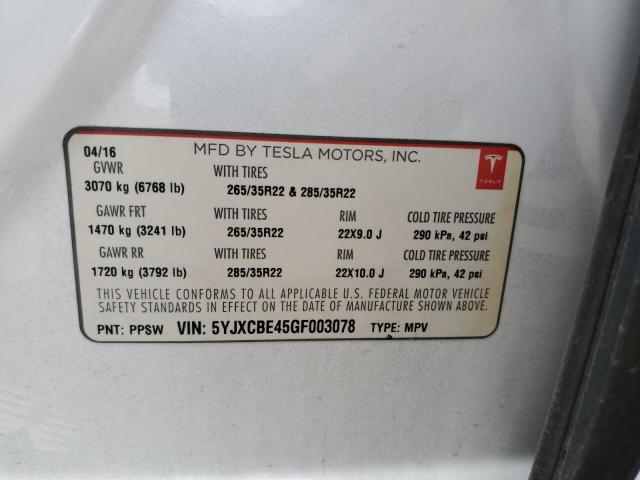 04/16 MFD BY TESLA MOTORS, INC.
GVWR WITH TIRES
3070 kg (6768 lb) 265/35R22 & 285/35R22
TESLA
GAWR FRT WITH TIRES RIM COLD TIRE PRESSURE
1470 kg (3241 lb) 265/35R22 22X9.0 J 290 kPa, 42 psi
GAWR RR WITH TIRES RIM COLD TIRE PRESSURE
1720 kg (3792 lb) 285/35R22 22X10.0 J 290 kPa, 42 psi
THIS VEHICLE CONFORMS TO ALL APPLICABLE U.S. FEDERAL MOTOR VEHICLE
SAFETY STANDARDS IN EFFECT ON THE DATE OF MANUFACTURE SHOWN ABOVE.
PNT: PPSW VIN: 5YJXCBE45GF003078 TYPE: MPV